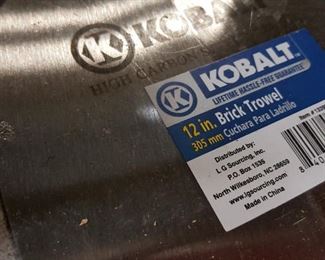 K KOBALT
HIGH CARBON
K KOBALT
LIFETIME HASSLE-FREE GUARANTEE
12 in. Brick Trowel
305 mm Cuchara Para Ladrillo
Distributed by:
L G Sourcing, Inc.
P.O. Box 1535
North Wilkesboro, NC 28659
www.lgsourcing.com
Made in China
Item #